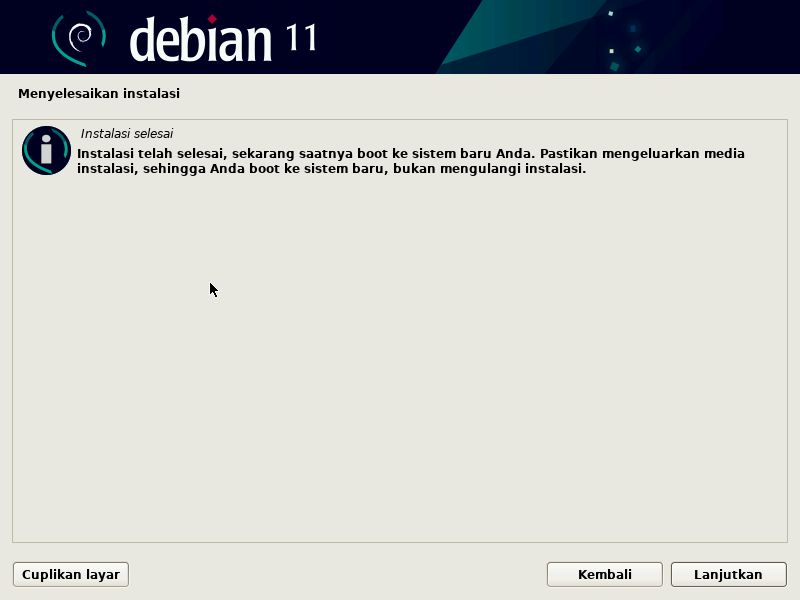 debian 11
Menyelesaikan instalasi
Instalasi selesai
Instalasi telah selesai, sekarang saatnya boot ke sistem baru Anda. Pastikan mengeluarkan media
instalasi, sehingga Anda boot ke sistem baru, bukan mengulangi instalasi.
Cuplikan layar
Kembali
Lanjutkan